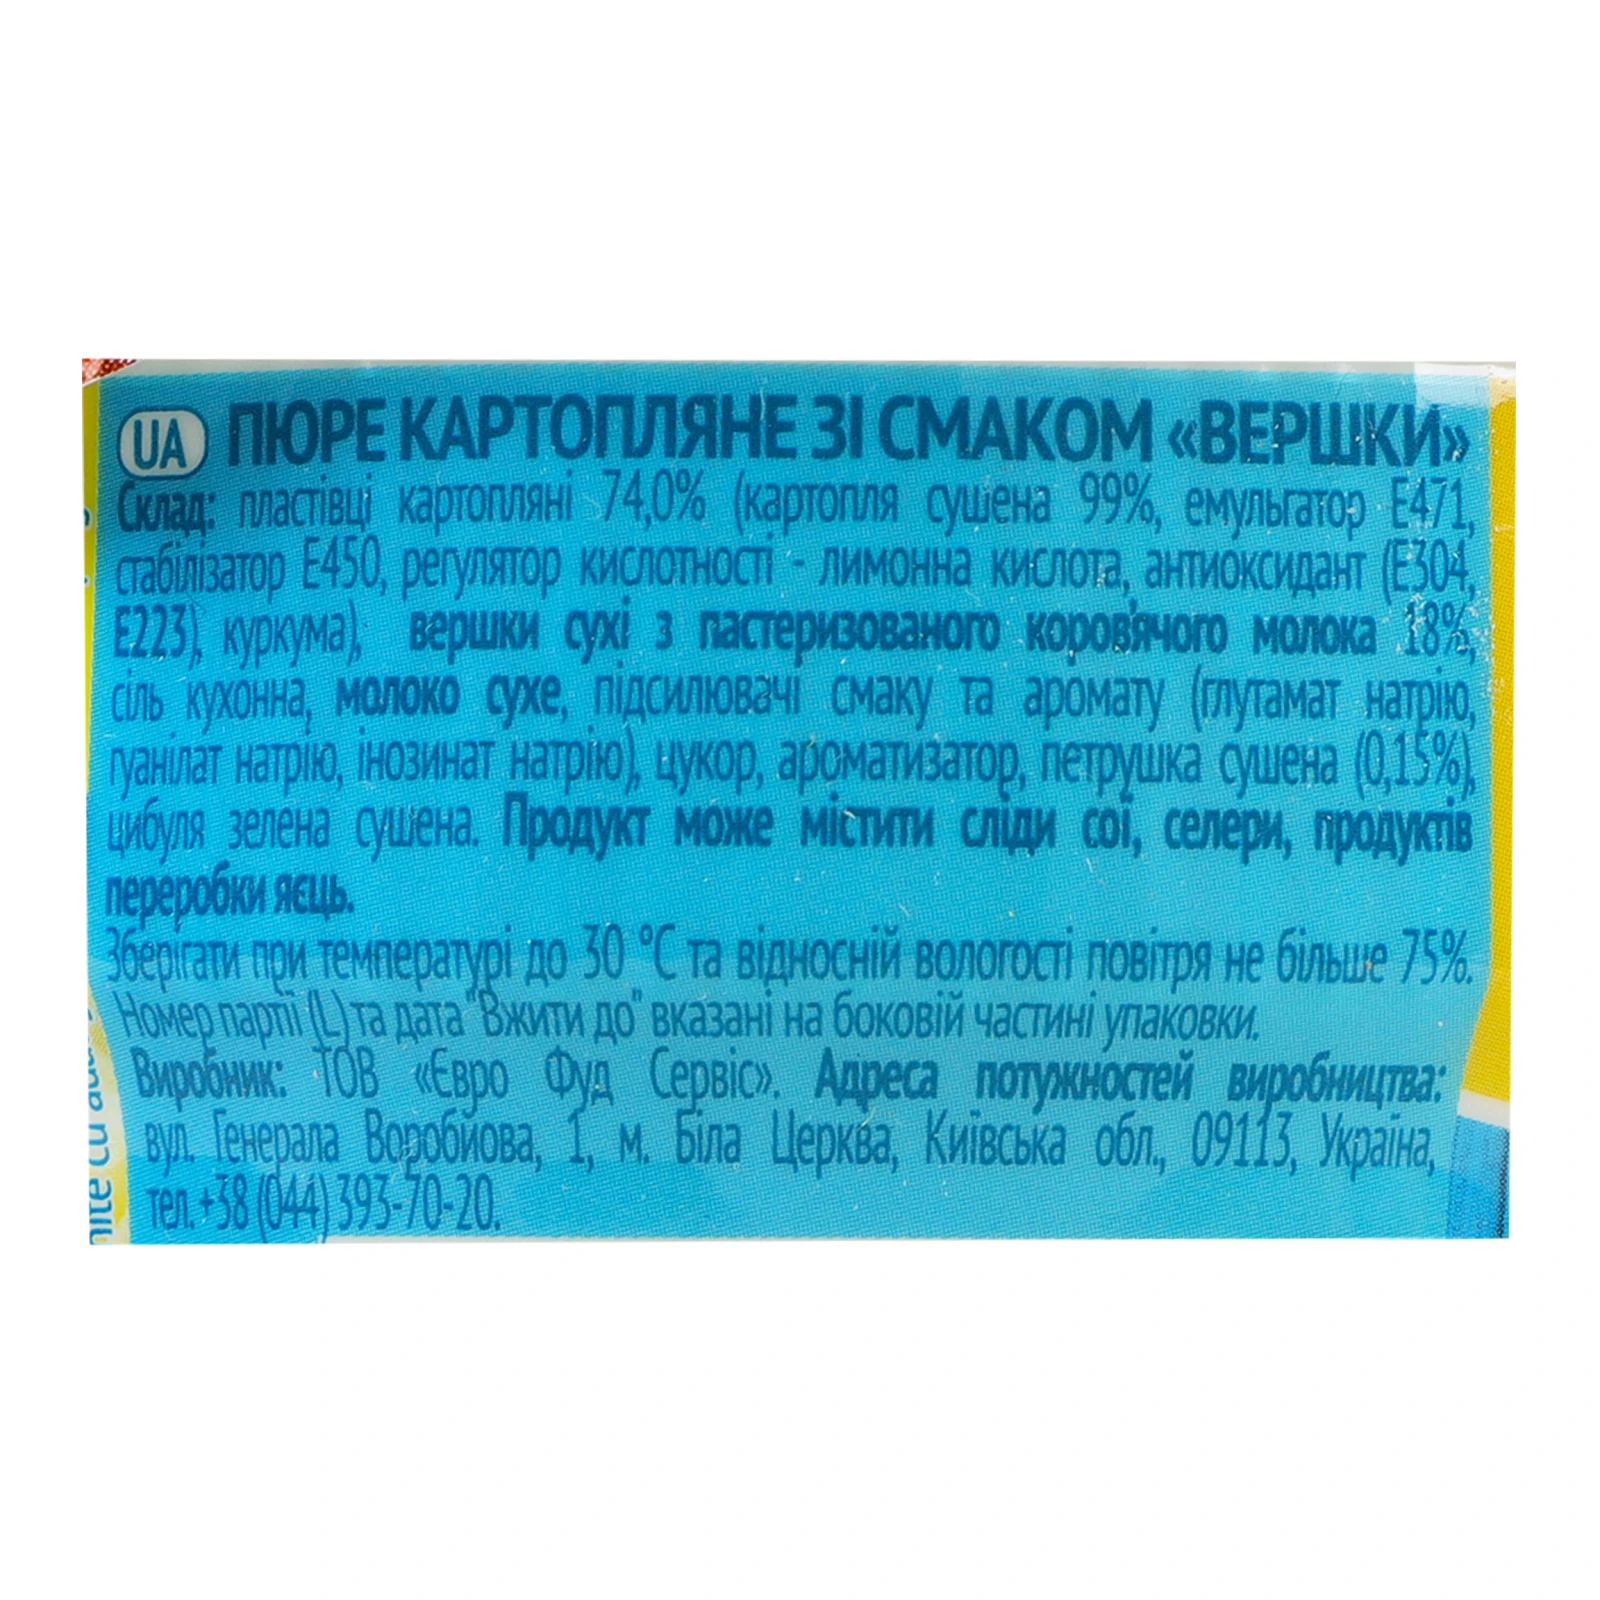 UA ПЮРЕ КАРТОПЛЯНЕ ЗІ СМАКОМ «ВЕРШКИ»
Склад: пластівці картопляні 74,0% (картопля сушена 99%, емульгатор Е471,
стабілізатор Е450, регулятор кислотності - лимонна кислота, антиоксидант (Е304,
Е223), куркума), вершки сухі з пастеризованого коров'ячого молока 18%,
сіль кухонна, молоко сухе, підсилювачі смаку та аромату (глутамат натрію,
гуанілат натрію, інозинат натрію), цукор, ароматизатор, петрушка сушена (0,15%),
цибуля зелена сушена. Продукт може містити сліди сої, селери, продуктів
переробки яєць.
Зберігати при температурі до 30 °С та відносній вологості повітря не більше 75%.
Номер партії (L) та дата "Вжити до" вказані на боковій частині упаковки.
Виробник: ТОВ «Євро Фуд Сервіс». Адреса потужностей виробництва:
вул. Генерала Воробйова, 1, м. Біла Церква, Київська обл., 09113, Україна,
тел. +38 (044) 393-70-20.